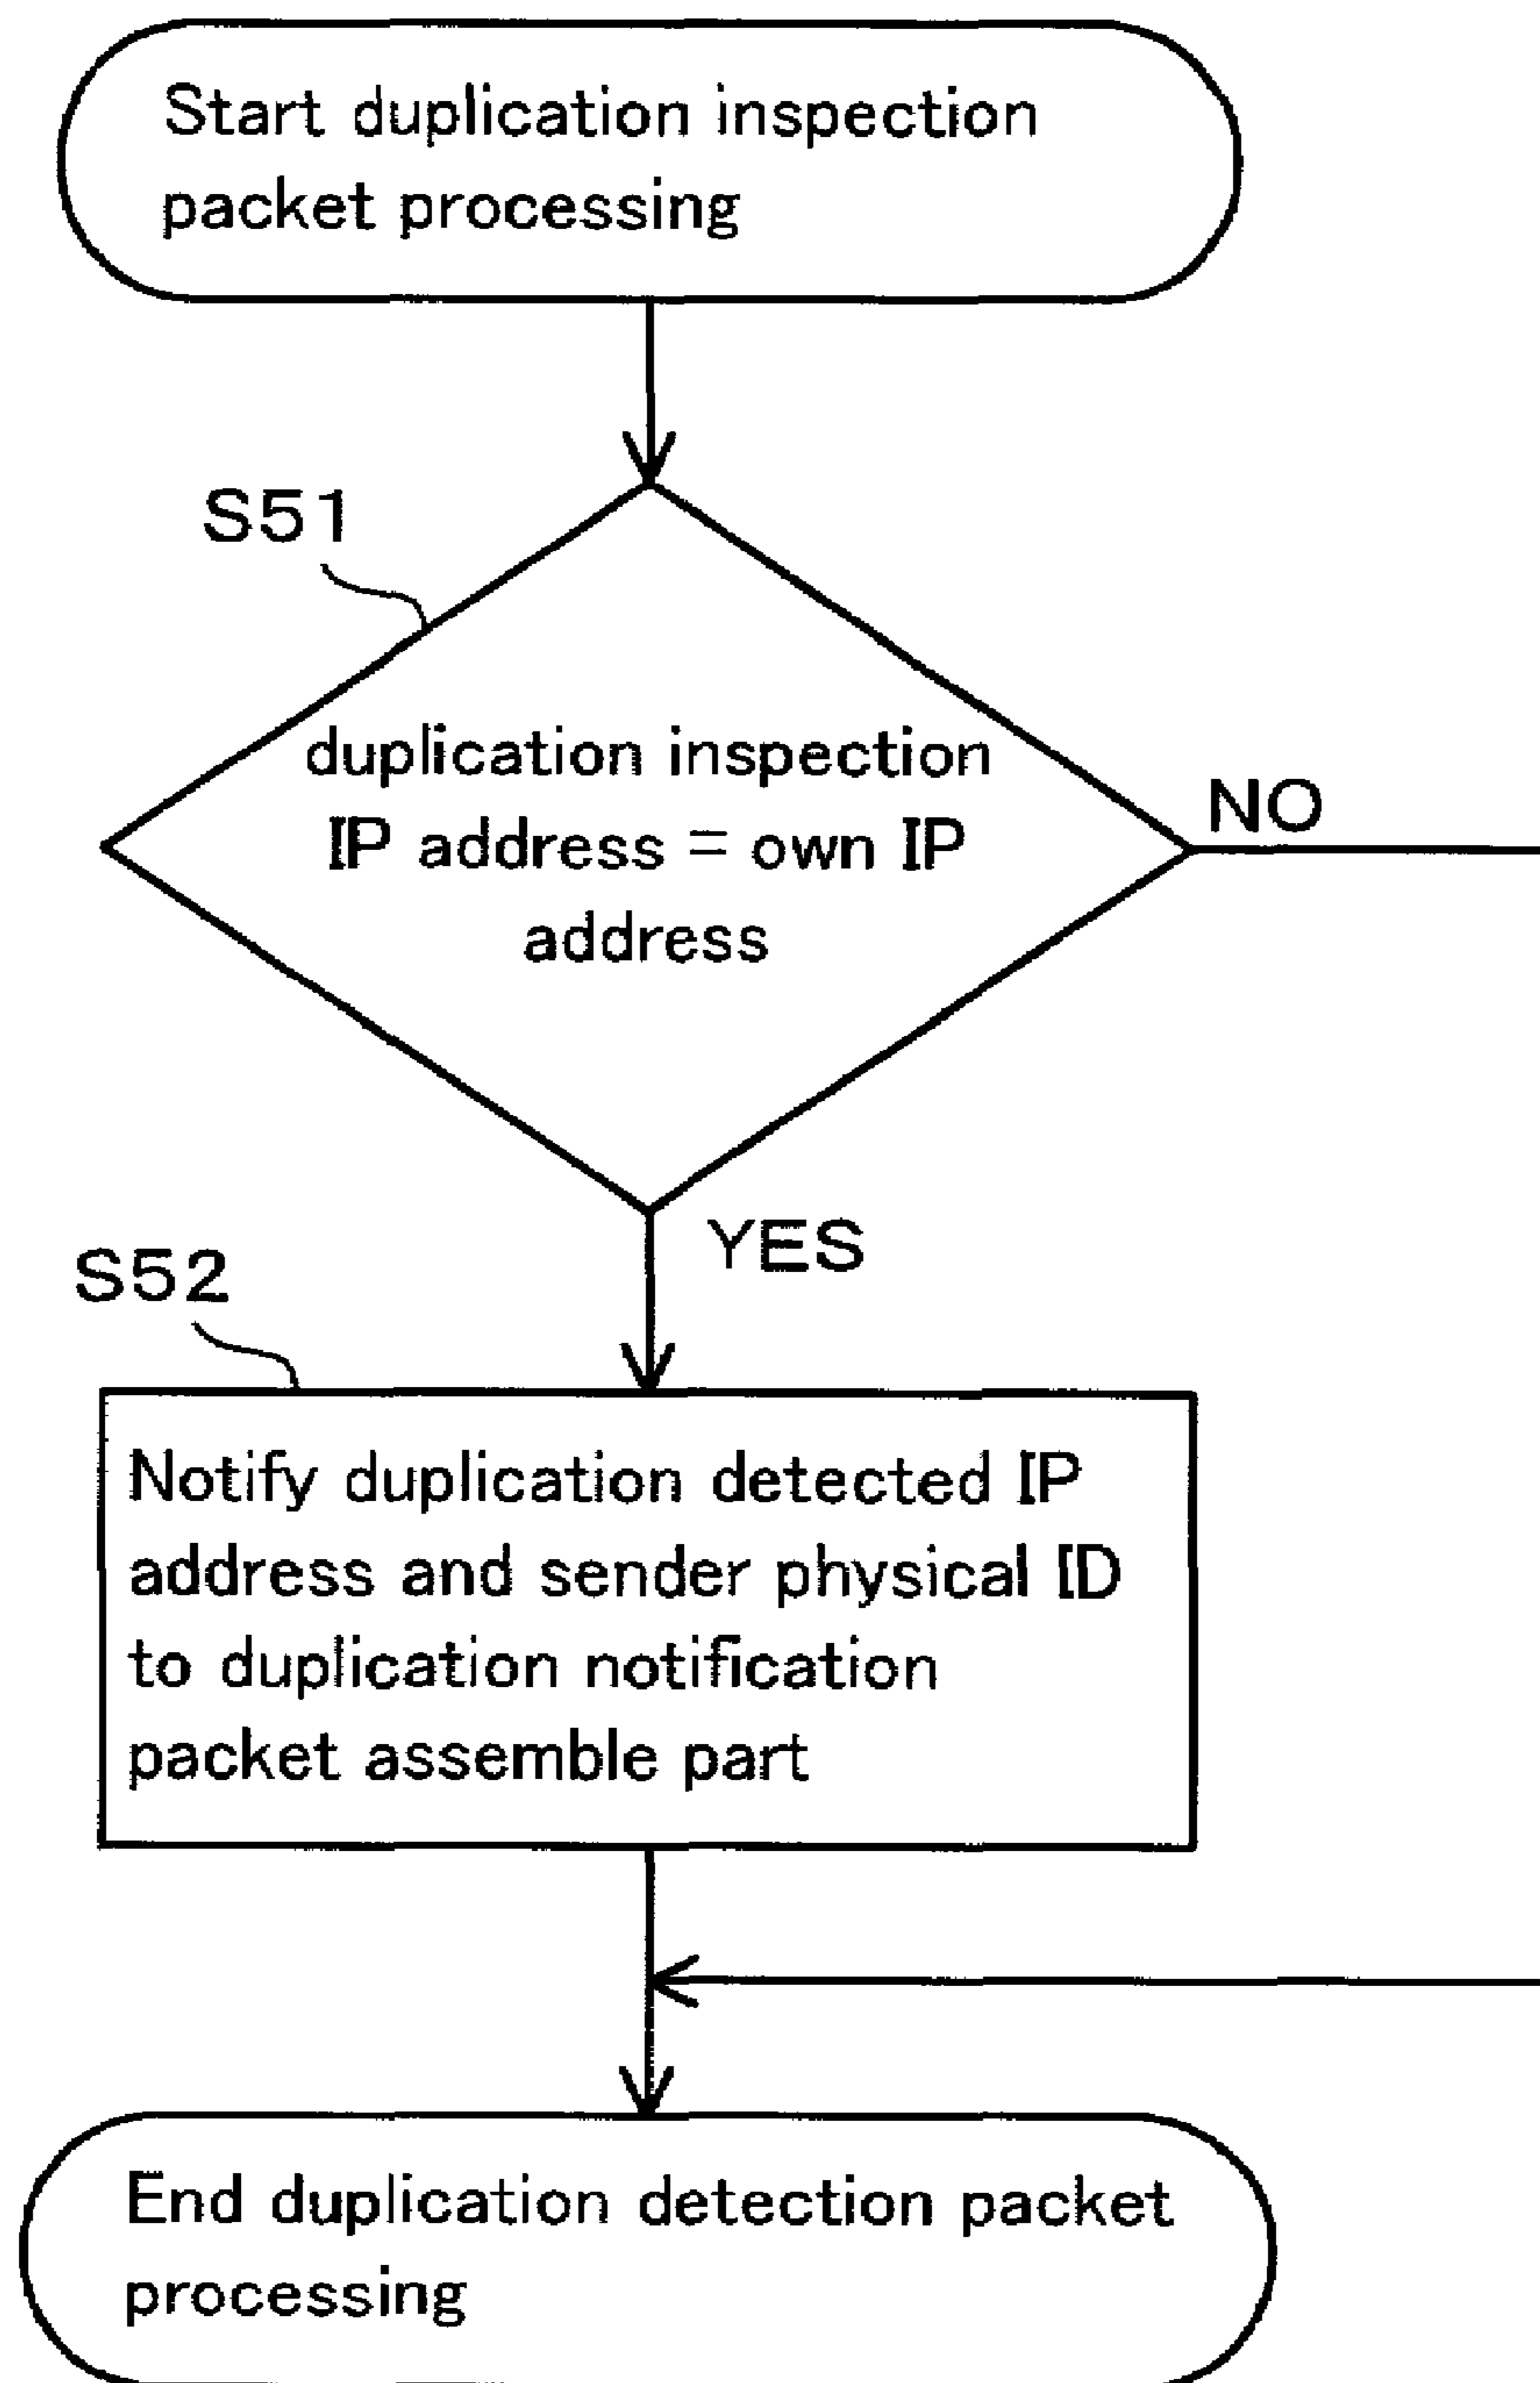 Start duplication inspection
packet processing
S51
duplication inspection
IP address = own IP
address
NO
YES
S52
Notify duplication detected IP
address and sender physical ID
to duplication notification
packet assemble part
End duplication detection packet
processing